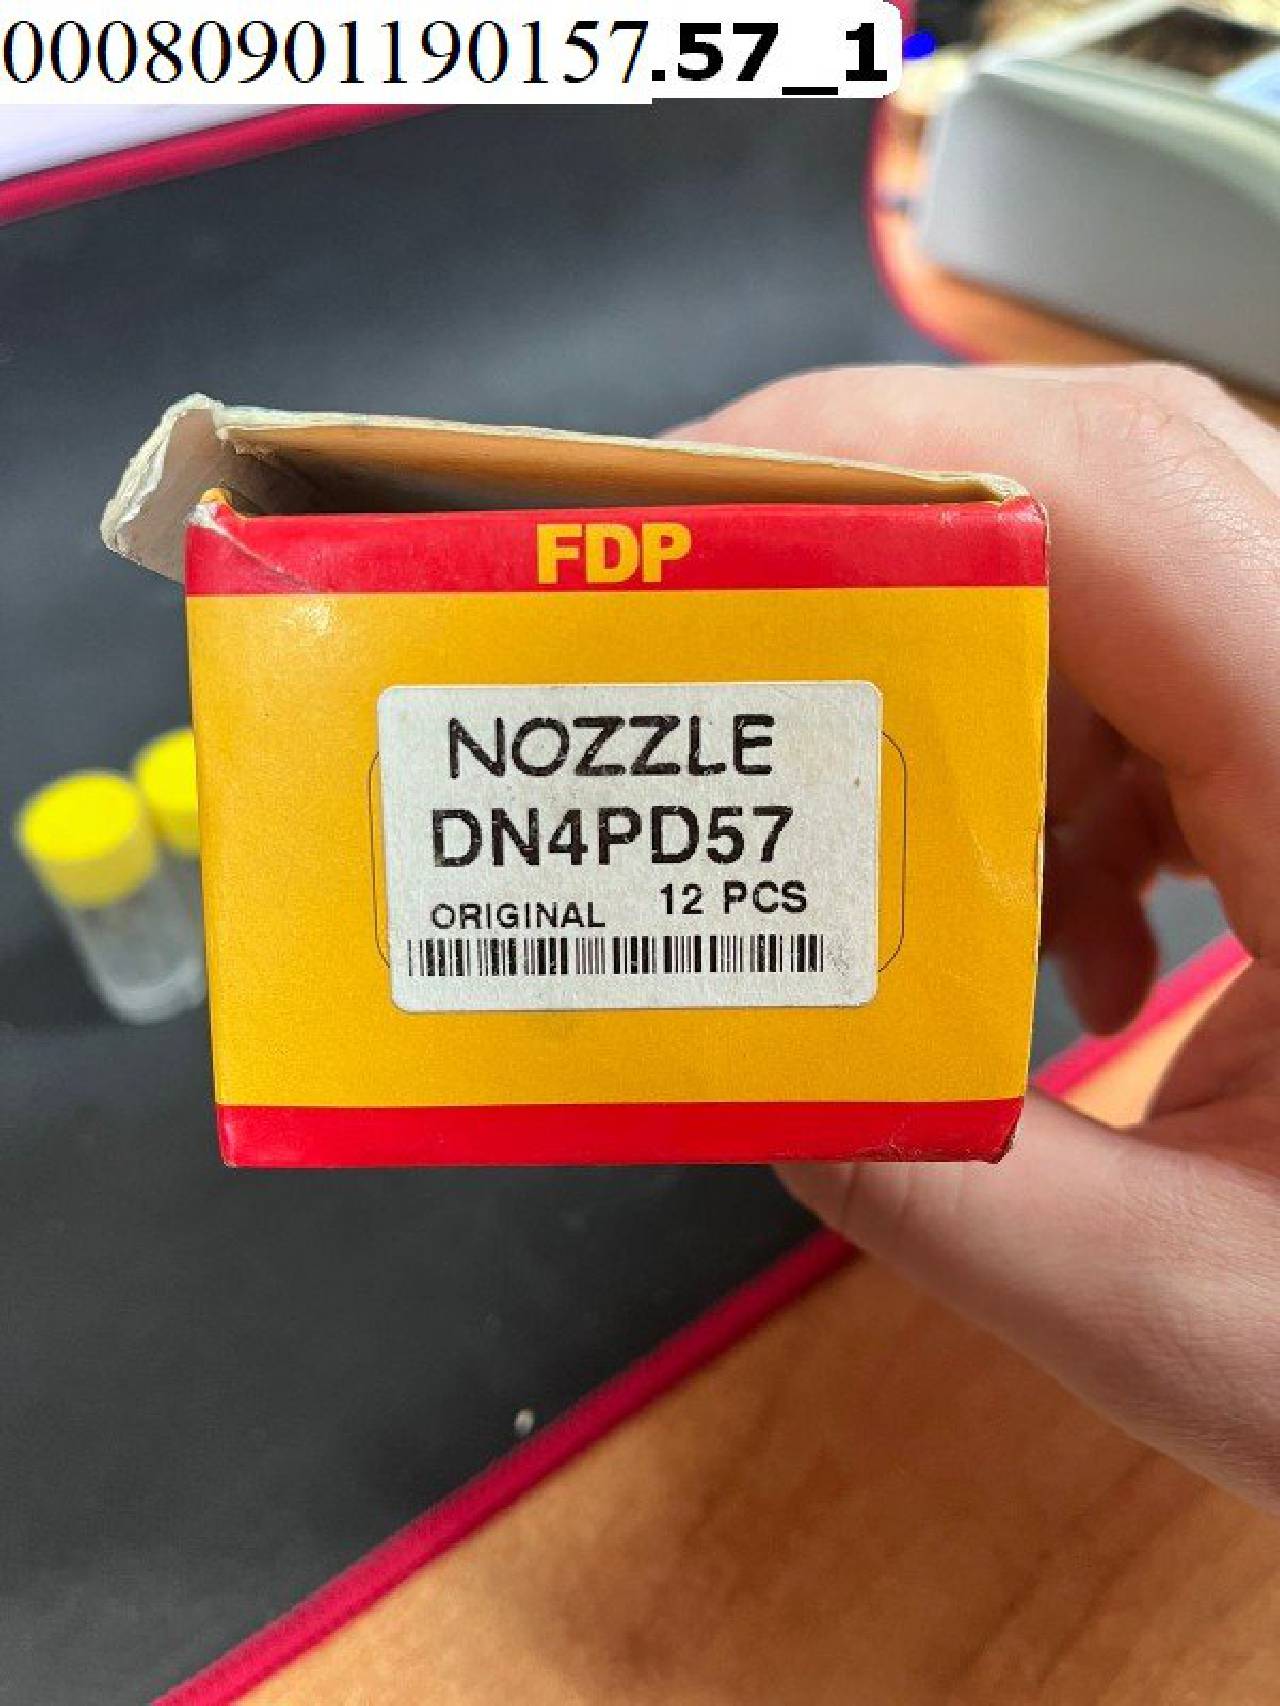 00080901190157.57_1
FDP
NOZZLE
DN4PD57
ORIGINAL 12 PCS